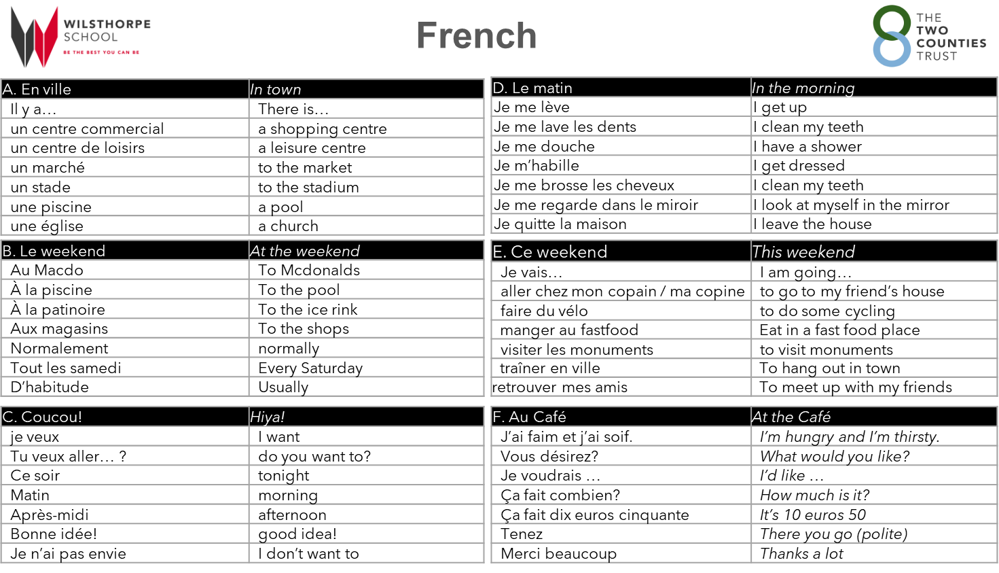 WILSTHORPE
SCHOOL
BE THE BEST YOU CAN BE
French
THE
TWO
COUNTIES
TRUST
A. En ville In town
Il y a… There is…
un centre commercial a shopping centre
un centre de loisirs a leisure centre
un marché to the market
un stade to the stadium
une piscine a pool
une église a church
B. Le weekend At the weekend
Au Macdo To Mcdonalds
À la piscine To the pool
À la patinoire To the ice rink
Aux magasins To the shops
Normalement normally
Tout les samedi Every Saturday
D’habitude Usually
C. Coucou! Hiya!
je veux I want
Tu veux aller… ? do you want to?
Ce soir tonight
Matin morning
Après-midi afternoon
Bonne idée! good idea!
Je n’ai pas envie I don’t want to
D. Le matin In the morning
Je me lève I get up
Je me lave les dents I clean my teeth
Je me douche I have a shower
Je m’habille I get dressed
Je me brosse les cheveux I clean my teeth
Je me regarde dans le miroir I look at myself in the mirror
Je quitte la maison I leave the house
E. Ce weekend This weekend
Je vais… I am going…
aller chez mon copain / ma copine to go to my friend’s house
faire du vélo to do some cycling
manger au fastfood Eat in a fast food place
visiter les monuments to visit monuments
traîner en ville To hang out in town
retrouver mes amis To meet up with my friends
F. Au Café At the Café
J’ai faim et j’ai soif. I’m hungry and I’m thirsty.
Vous désirez? What would you like?
Je voudrais … I’d like …
Ça fait combien? How much is it?
Ça fait dix euros cinquante It’s 10 euros 50
Tenez There you go (polite)
Merci beaucoup Thanks a lot